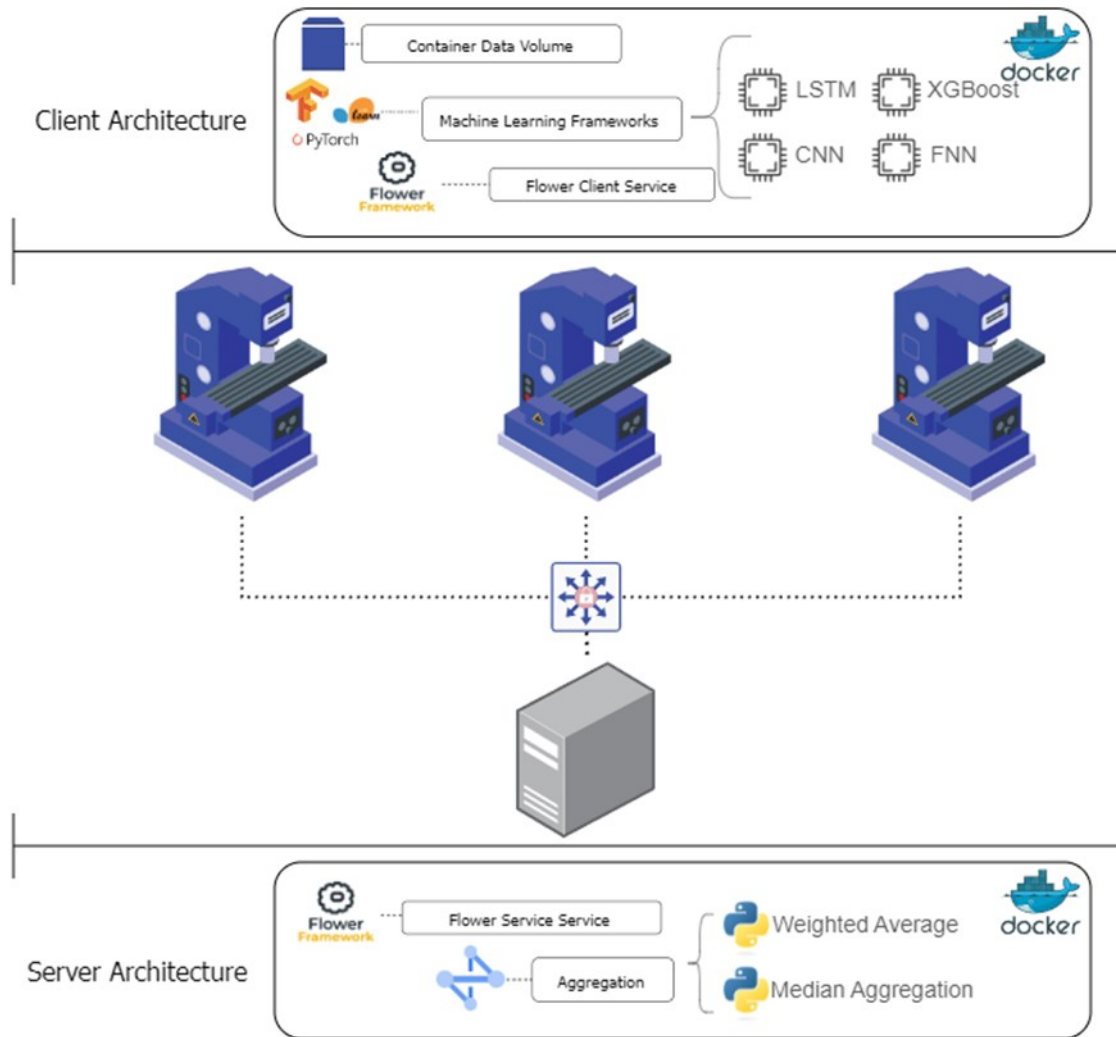 Container Data Volume
docker
Client Architecture
learn
Machine Learning Frameworks
PyTorch
LSTM
XGBoost
CNN
FNN
Flower
Framework
Flower Client Service
Flower
Framework
Flower Service Service
docker
Weighted Average
Server Architecture
Aggregation
Median Aggregation